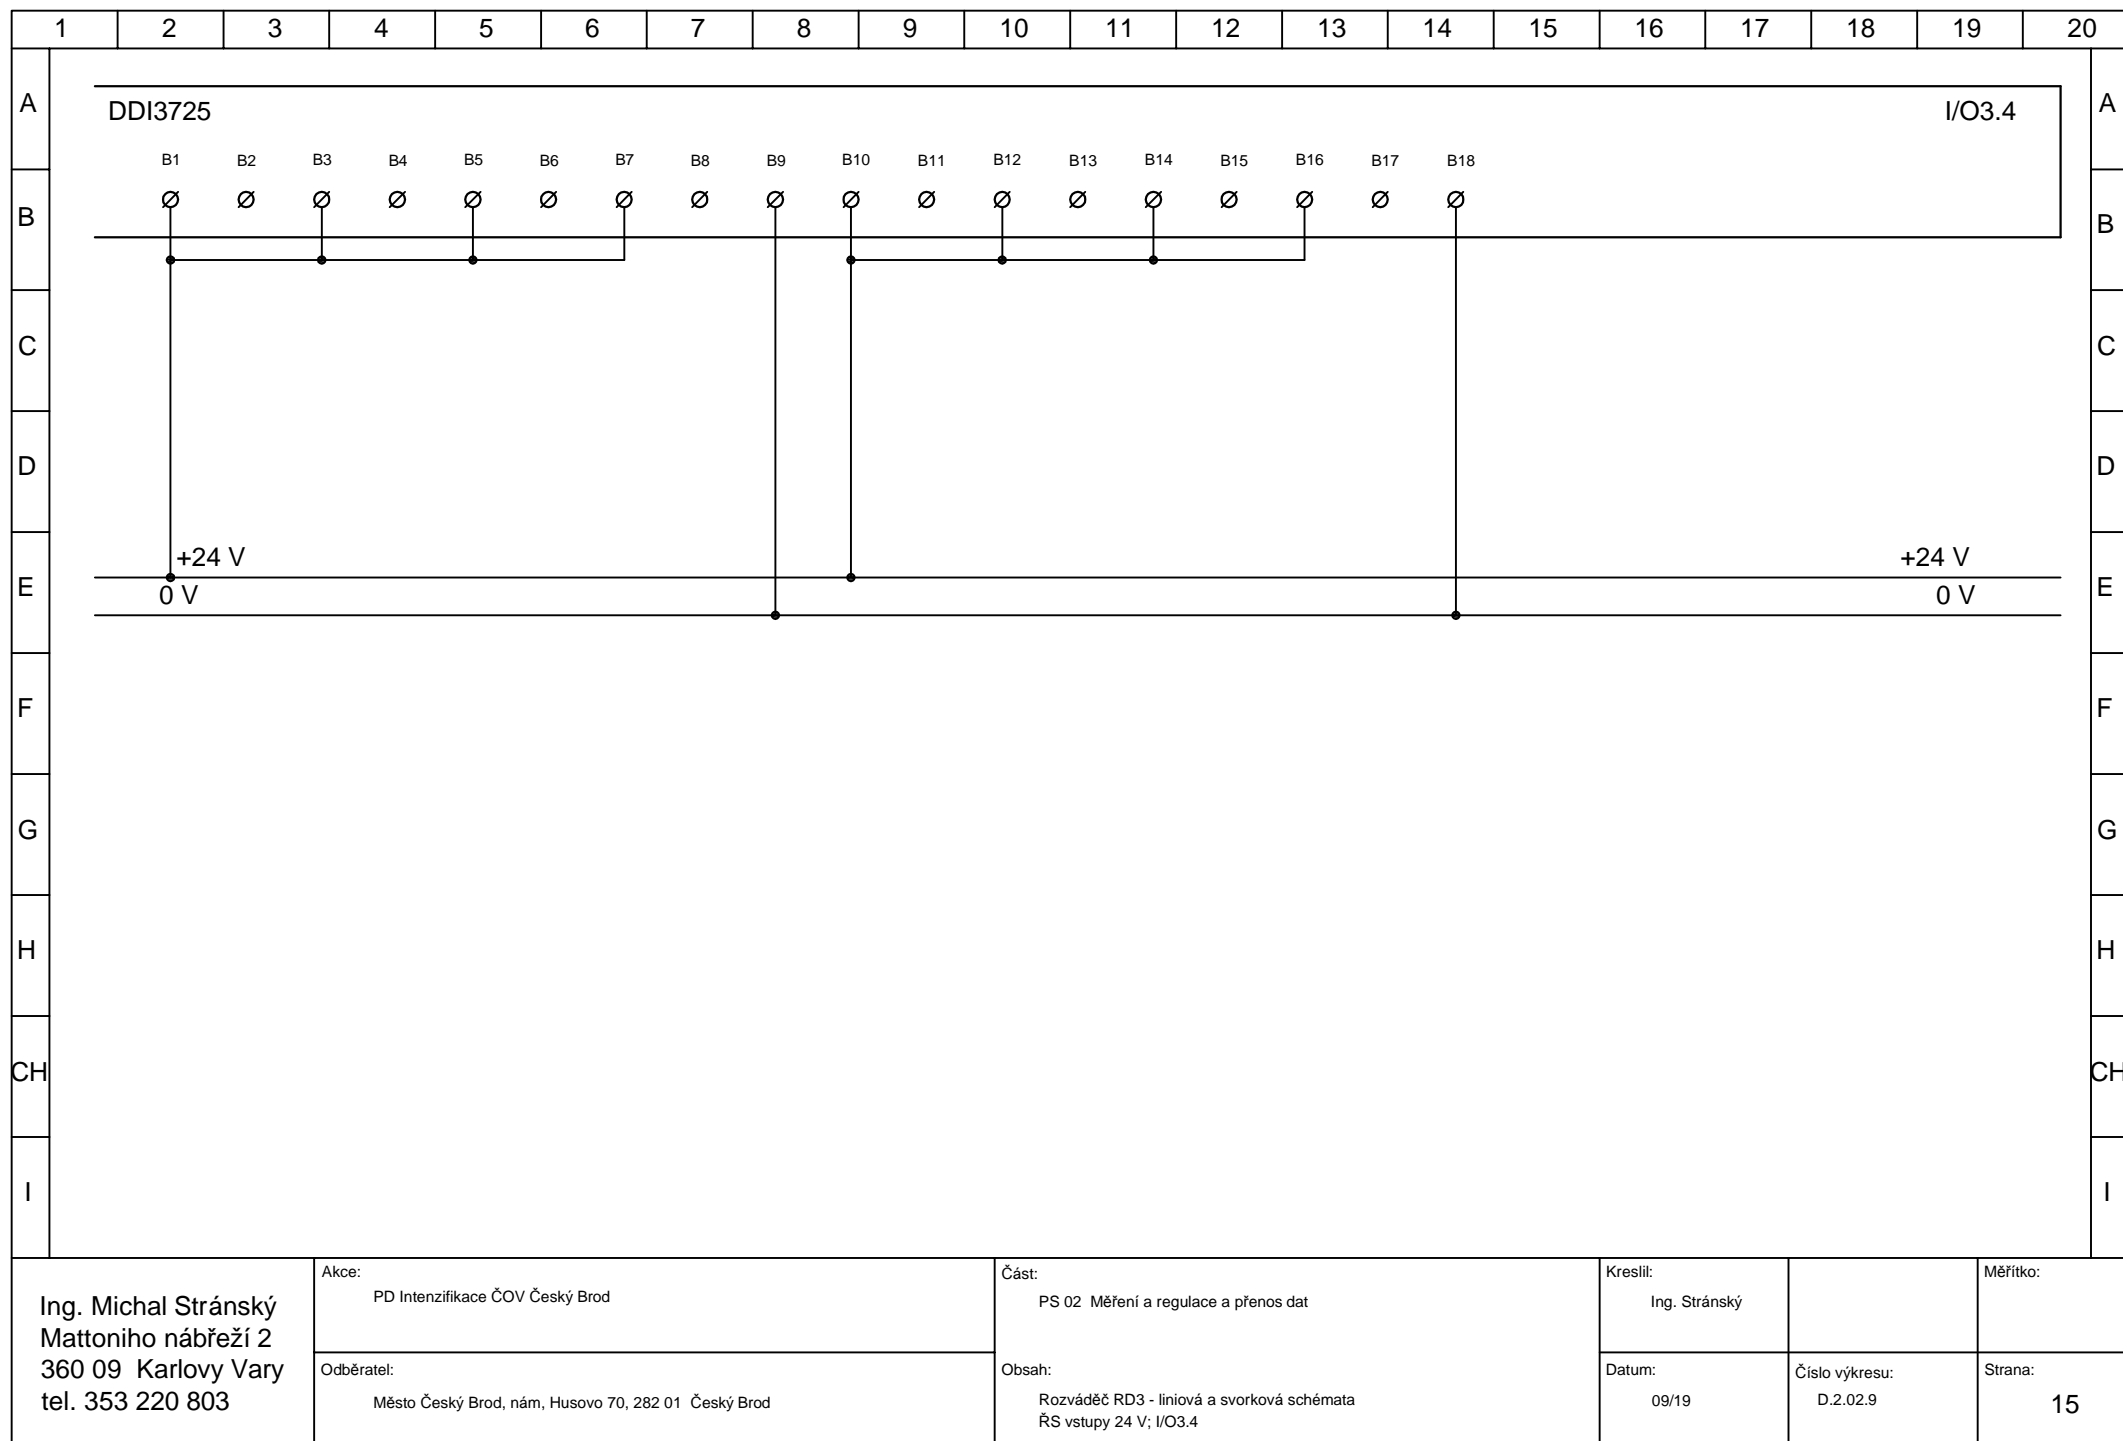 1 2 3 4 5 6 7 8 9 10 11 12 13 14 15 16 17 18 19 20
A DDI3725 I/O3.4 A
B1 B2 B3 B4 B5 B6 B7 B8 B9 B10 B11 B12 B13 B14 B15 B16 B17 B18
B B
C C
D D
+24 V +24 V
E E
0 V 0 V
F F
G G
H H
CH CH
I I
Ing. Michal Stránský
Mattoniho nábřeží 2
360 09 Karlovy Vary
tel. 353 220 803
Akce:
PD Intenzifikace ČOV Český Brod
Odběratel:
Město Český Brod, nám, Husovo 70, 282 01 Český Brod
Část:
PS 02 Měření a regulace a přenos dat
Obsah:
Rozváděč RD3 - liniová a svorková schémata
ŘS vstupy 24 V; I/O3.4
Kreslil:
Ing. Stránský
Měřítko:
Datum:
09/19
Číslo výkresu:
D.2.02.9
Strana:
15